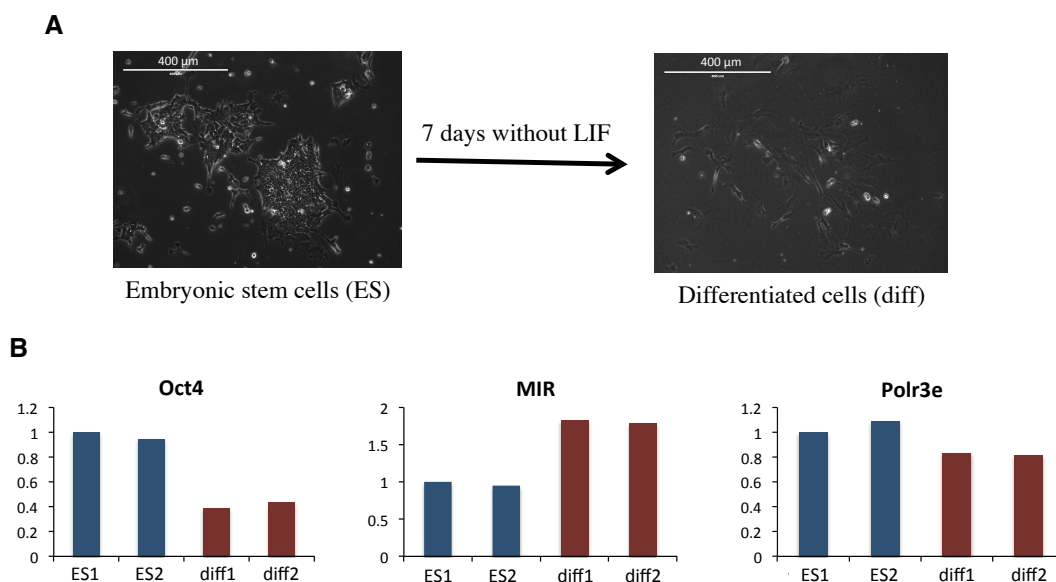 A
400 μm
400 μm
7 days without LIF
Embryonic stem cells (ES)
Differentiated cells (diff)
B
Oct4
1.2
1
0.8
0.6
0.4
0.2
0
ES1 ES2 diff1 diff2
MIR
2
1.5
1
0.5
0
ES1 ES2 diff1 diff2
Polr3e
1.2
1
0.8
0.6
0.4
0.2
0
ES1 ES2 diff1 diff2